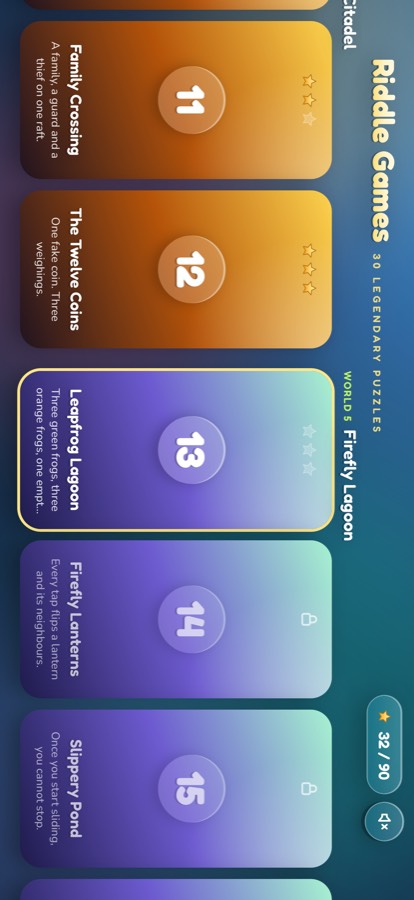 Riddle Games 30 LEGENDARY PUZZLES
32 / 90
Citadel
WORLD 5 Firefly Lagoon
11
Family Crossing
A family, a guard and a
thief on one raft.
12
The Twelve Coins
One fake coin. Three
weighings.
13
Leapfrog Lagoon
Three green frogs, three
orange frogs, one empt...
14
Firefly Lanterns
Every tap flips a lantern
and its neighbours.
15
Slippery Pond
Once you start sliding,
you cannot stop.